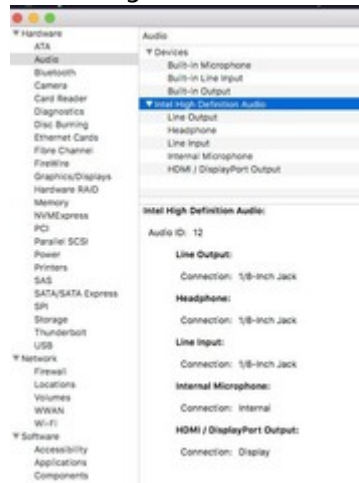 Hardware
ATA
Audio
Bluetooth
Camera
Card Reader
Diagnostics
Disc Burning
Ethernet Cards
Fibre Channel
FireWire
Graphics/Displays
Hardware RAID
Memory
NVMExpress
PCI
Parallel SCSI
Power
Printers
SAS
SATA/SATA Express
SPI
Storage
Thunderbolt
USB
Network
Firewall
Locations
Volumes
WWAN
Wi-Fi
Software
Accessibility
Applications
Components
Audio
Devices
Built-in Microphone
Built-in Line Input
Built-in Output
Intel High Definition Audio
Line Output
Headphone
Line Input
Internal Microphone
HDMI / DisplayPort Output
Intel High Definition Audio:
Audio ID: 12
Line Output:
Connection: 1/8-Inch Jack
Headphone:
Connection: 1/8-Inch Jack
Line Input:
Connection: 1/8-Inch Jack
Internal Microphone:
Connection: Internal
HDMI / DisplayPort Output:
Connection: Display